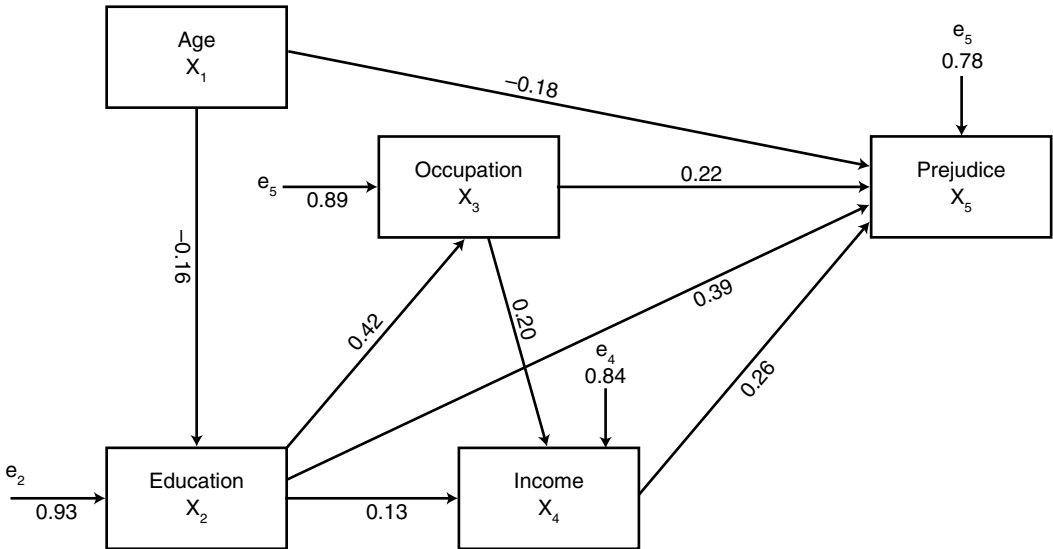 Age
X₁
e₅
0.78
−0.18
Occupation
X₃
0.22
Prejudice
X₅
e₅
0.89
−0.16
0.42
0.20
0.39
e₄
0.84
0.26
Education
X₂
Income
X₄
e₂
0.93
0.13